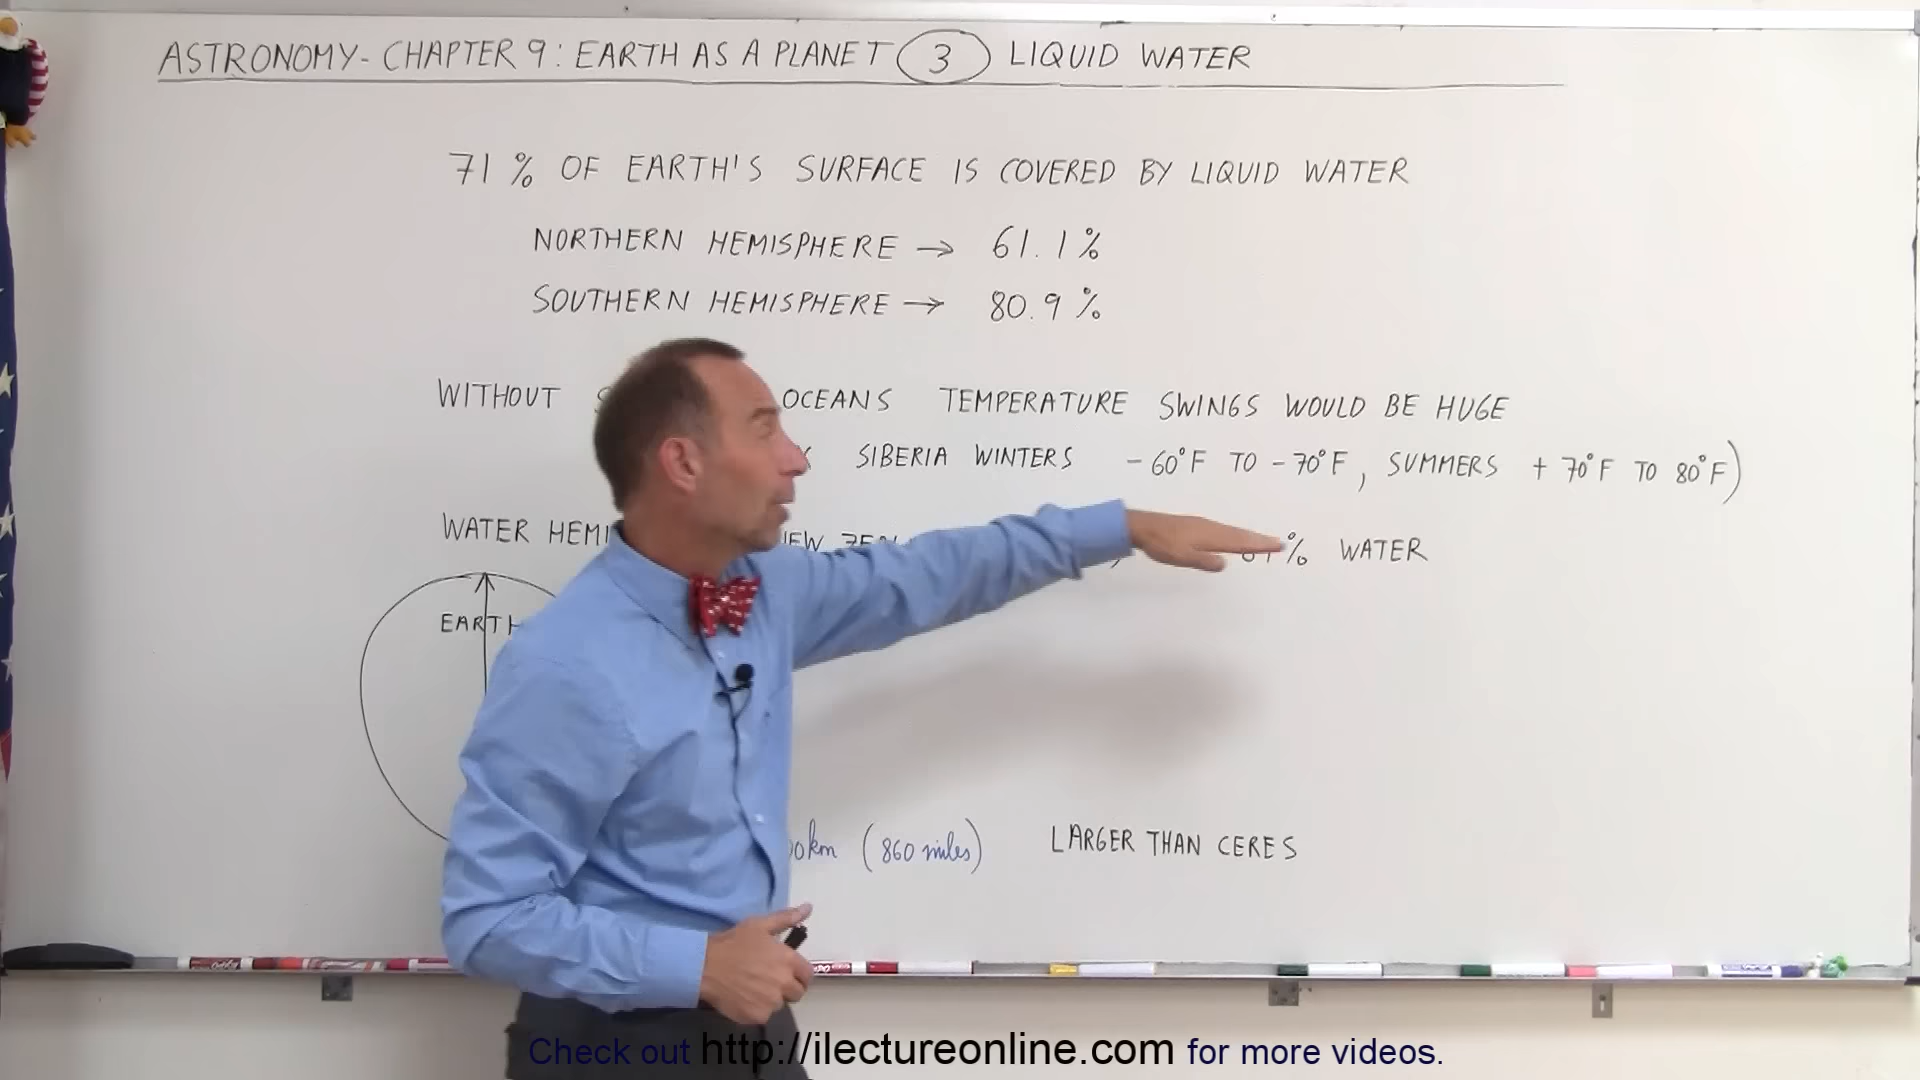 ASTRONOMY - CHAPTER 9 : EARTH AS A PLANET 3 LIQUID WATER
71 % OF EARTH'S SURFACE IS COVERED BY LIQUID WATER
NORTHERN HEMISPHERE → 61.1 %
SOUTHERN HEMISPHERE → 80.9 %
WITHOUT OCEANS TEMPERATURE SWINGS WOULD BE HUGE
SIBERIA WINTERS -60°F TO -70°F, SUMMERS +70°F TO 80°F)
WATER % WATER
EARTH
km (860 miles) LARGER THAN CERES
Check out http://ilectureonline.com for more videos.